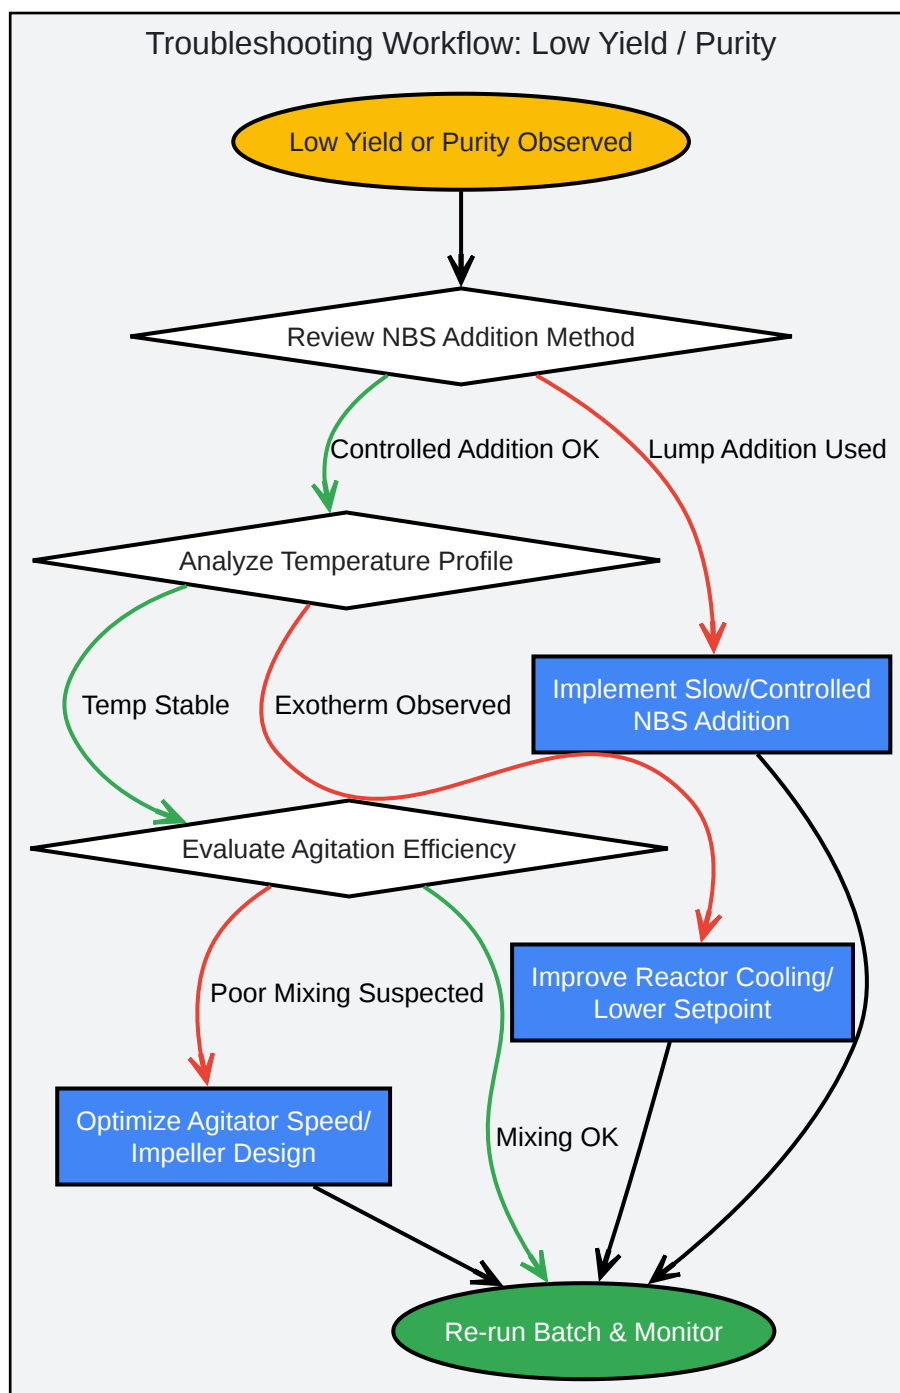 Troubleshooting Workflow: Low Yield / Purity
Low Yield or Purity Observed
Review NBS Addition Method
Controlled Addition OK
Lump Addition Used
Analyze Temperature Profile
Temp Stable
Exotherm Observed
Implement Slow/Controlled
NBS Addition
Evaluate Agitation Efficiency
Poor Mixing Suspected
Improve Reactor Cooling/
Lower Setpoint
Optimize Agitator Speed/
Impeller Design
Mixing OK
Re-run Batch & Monitor